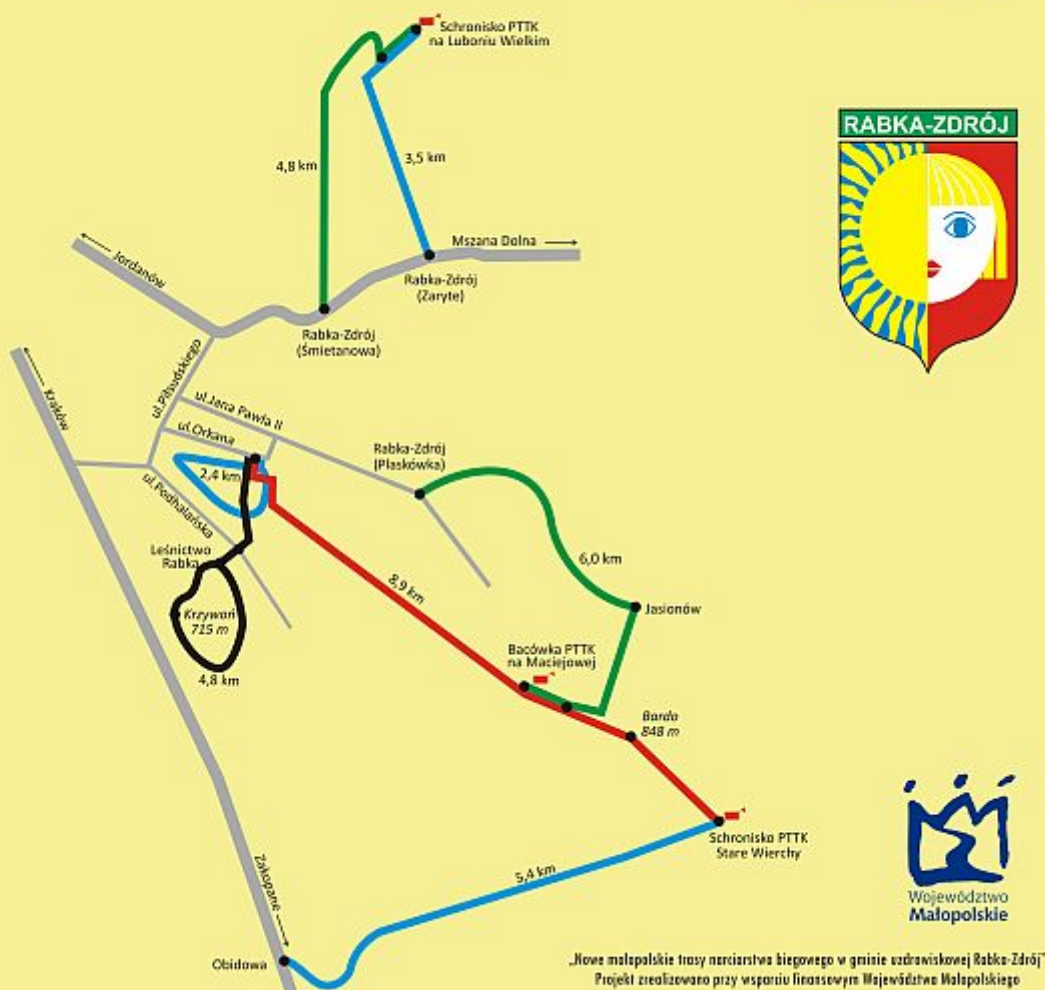 Schronisko PTTK
na Luboniu Wielkim
RABKA-ZDRÓJ
4,8 km
3,5 km
Mszana Dolna
Jordanów
Rabka-Zdrój
(Zaryte)
Rabka-Zdrój
(Śmietanowa)
Kraków
ul.Piłsudskiego
ul.Jana Pawła II
ul.Orkana
Rabka-Zdrój
(Plaskówka)
2,4 km
ul.Podhalańska
Leśnictwo
Rabka
6,0 km
8,9 km
Krzywoń
715 m
Jasionów
4,8 km
Bacówka PTTK
na Maciejowej
Bardo
848 m
Schronisko PTTK
Stare Wierchy
5,4 km
Zakopane
Obidowa
Województwo
Małopolskie
„Nowe małopolskie trasy narciarstwa biegowego w gminie uzdrowiskowej Rabka-Zdrój”
Projekt zrealizowano przy wsparciu finansowym Województwa Małopolskiego